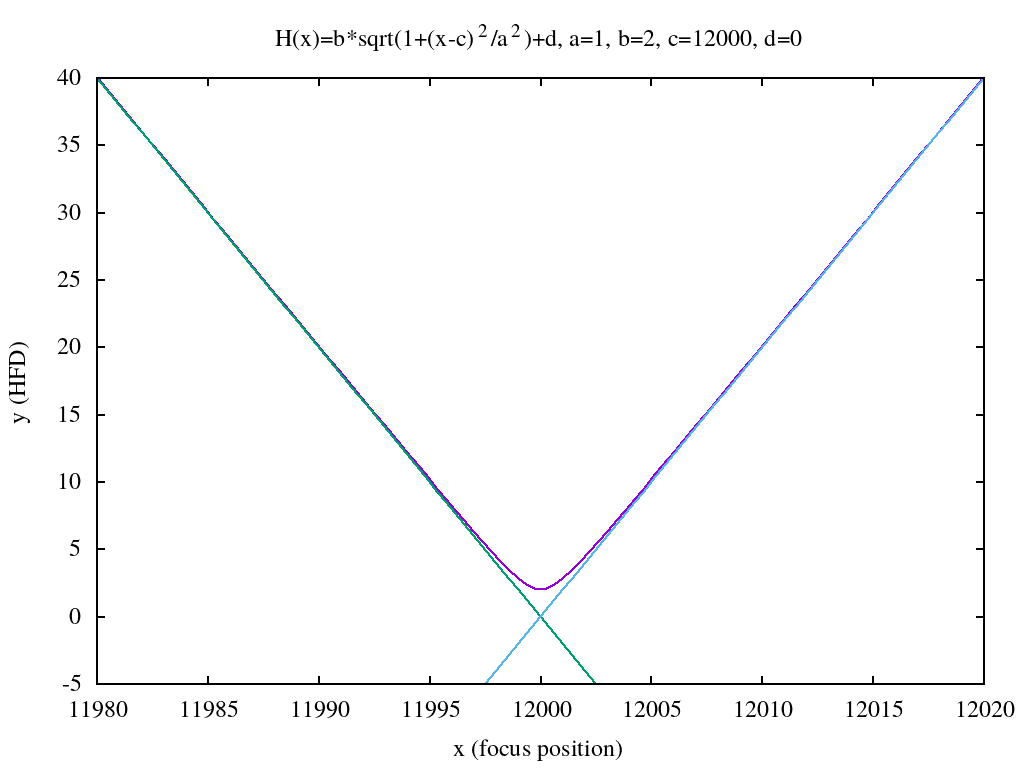 H(x)=b*sqrt(1+(x-c)²/a²)+d, a=1, b=2, c=12000, d=0
40
35
30
25
20
15
10
5
0
-5
y (HFD)
11980 11985 11990 11995 12000 12005 12010 12015 12020
x (focus position)